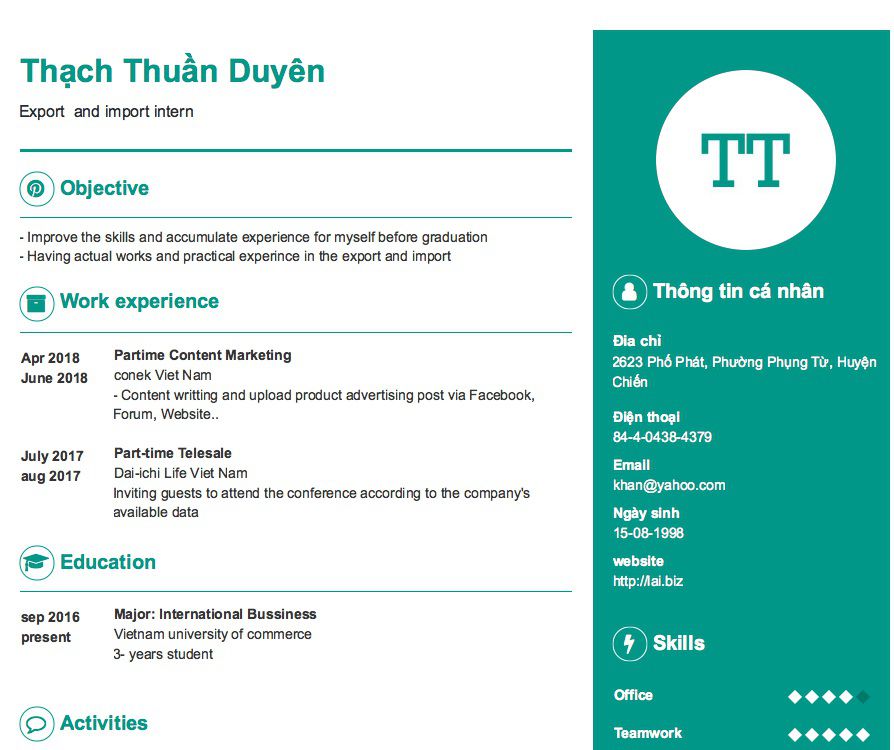 Thạch Thuần Duyên
Export and import intern
Objective
- Improve the skills and accumulate experience for myself before graduation
- Having actual works and practical experince in the export and import
Work experience
Apr 2018
June 2018
Partime Content Marketing
conek Viet Nam
- Content writting and upload product advertising post via Facebook,
Forum, Website..
July 2017
aug 2017
Part-time Telesale
Dai-ichi Life Viet Nam
Inviting guests to attend the conference according to the company's
available data
Education
sep 2016
present
Major: International Bussiness
Vietnam university of commerce
3- years student
Activities
TT
Thông tin cá nhân
Địa chỉ
2623 Phố Phát, Phường Phụng Từ, Huyện
Chiến
Điện thoại
84-4-0438-4379
Email
khan@yahoo.com
Ngày sinh
15-08-1998
website
http://lai.biz
Skills
Office
Teamwork